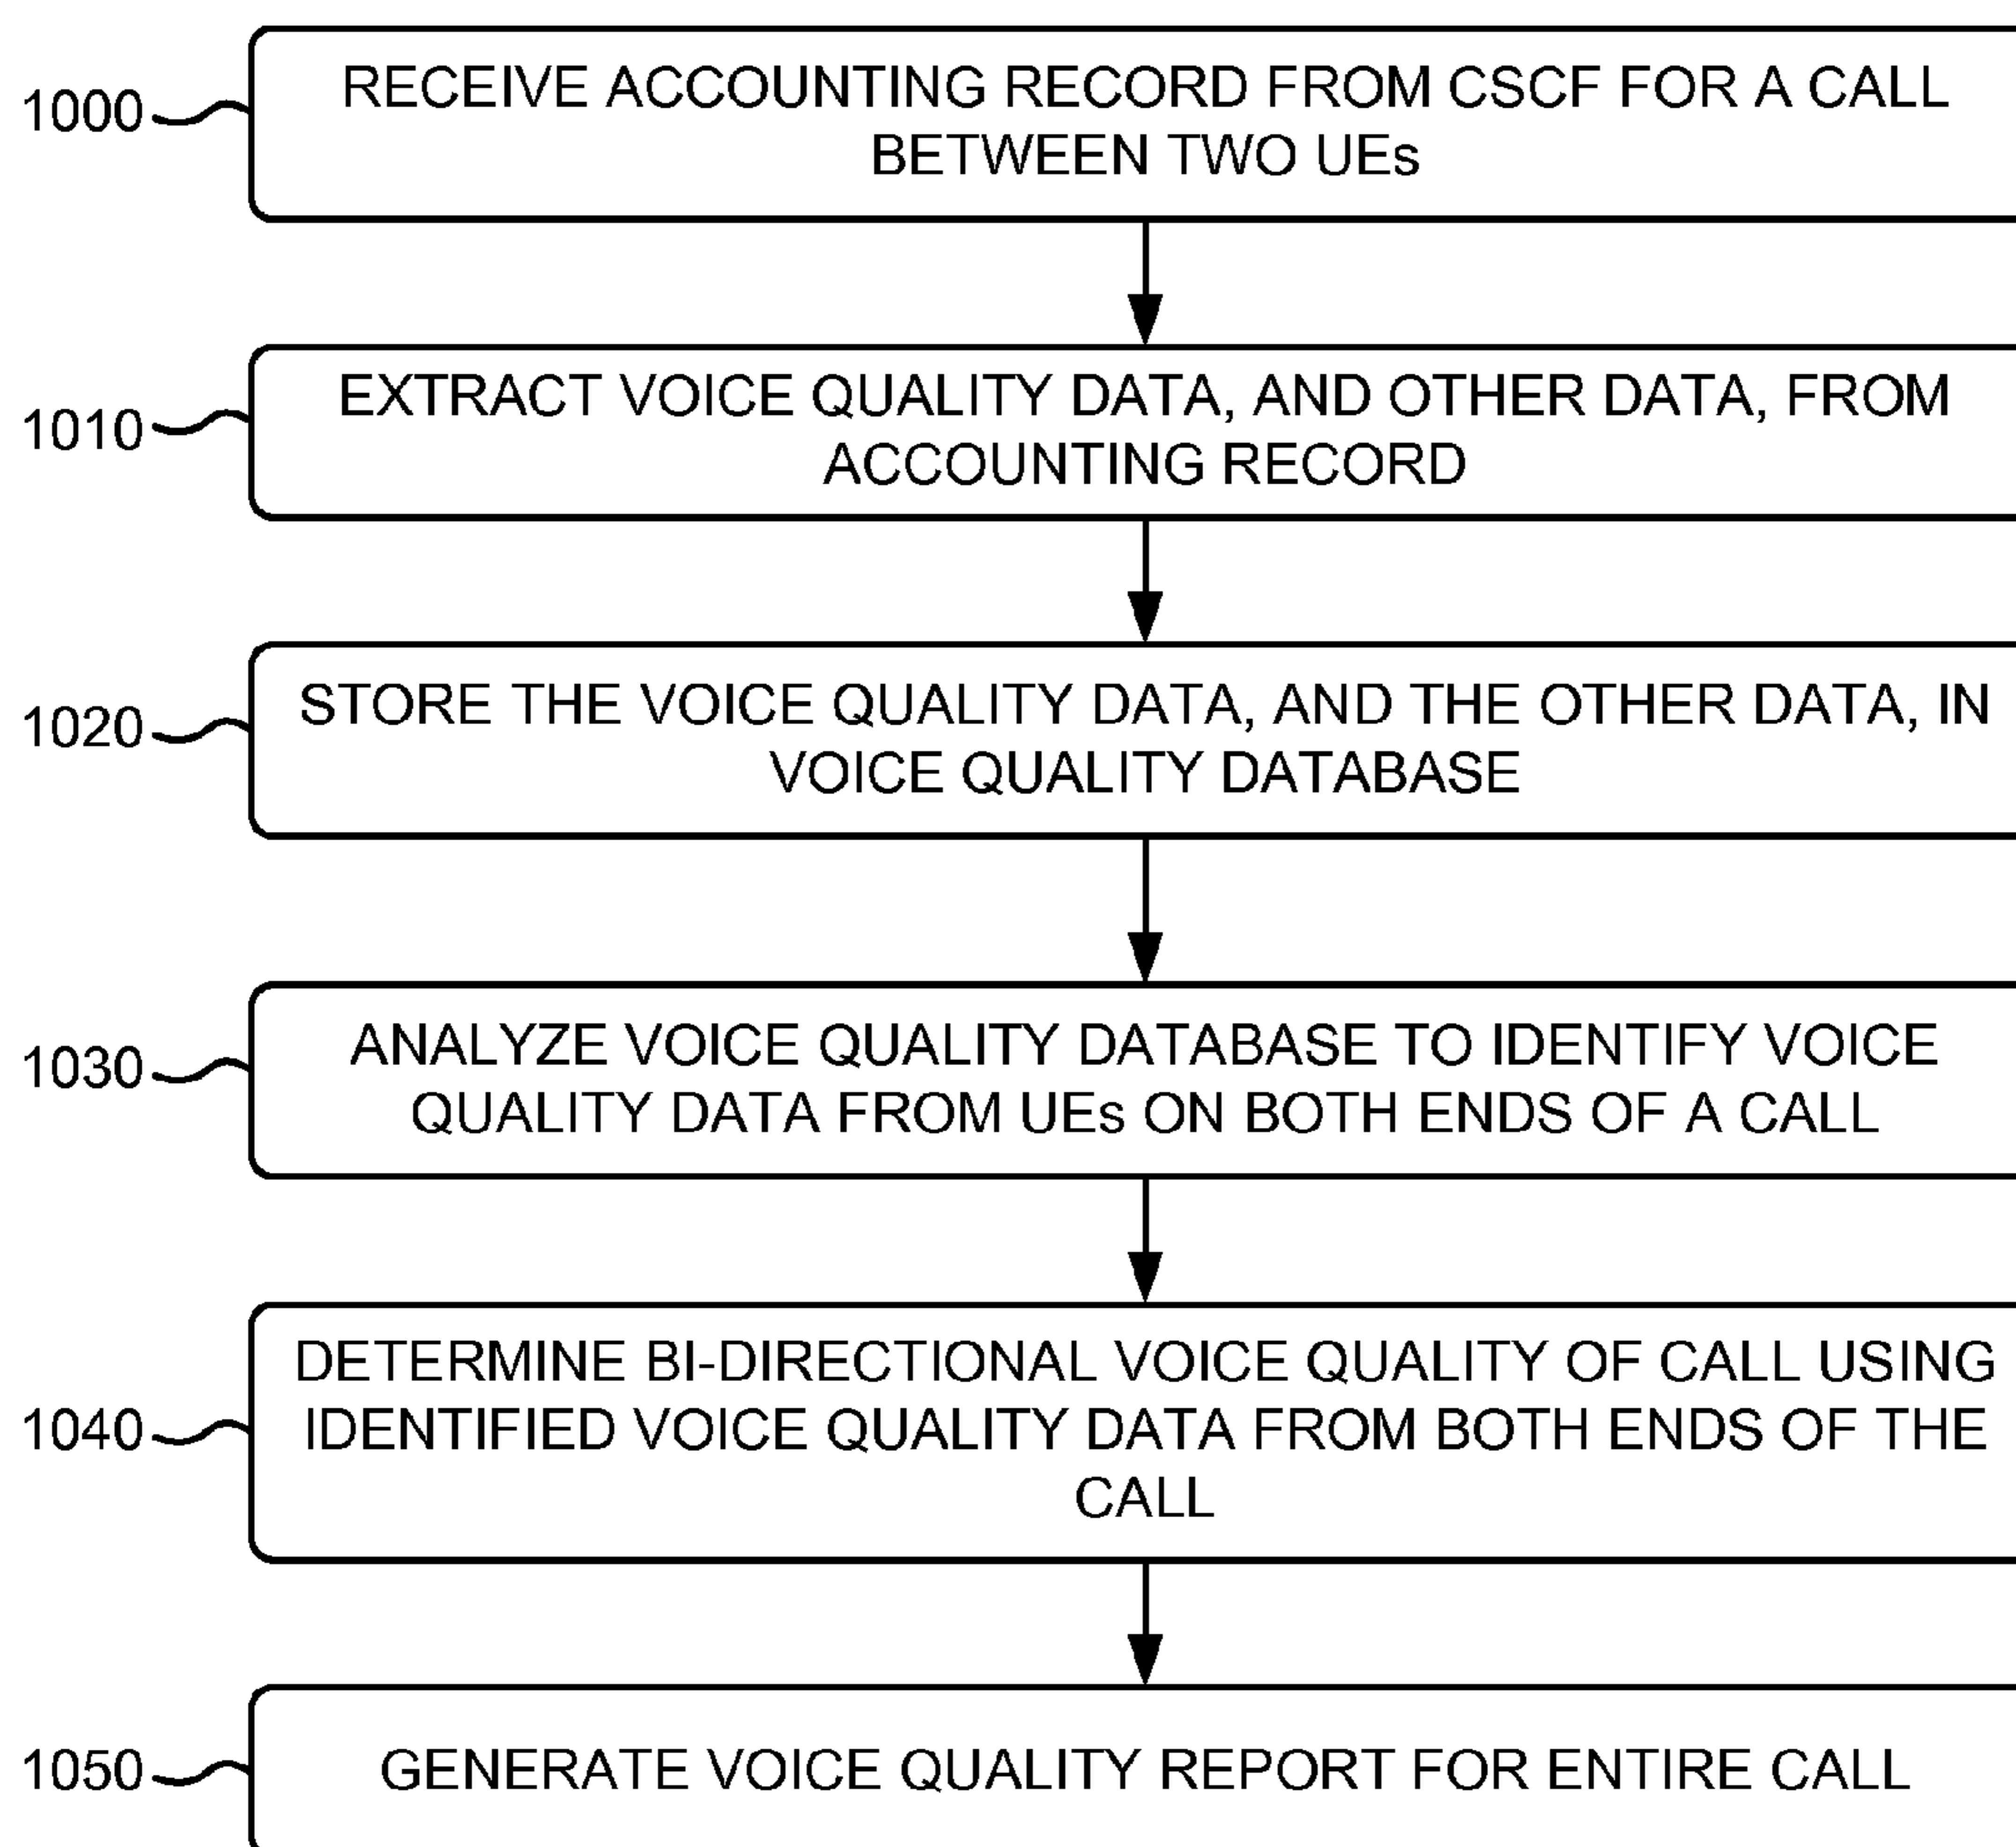 1000
RECEIVE ACCOUNTING RECORD FROM CSCF FOR A CALL
BETWEEN TWO UEs
1010
EXTRACT VOICE QUALITY DATA, AND OTHER DATA, FROM
ACCOUNTING RECORD
1020
STORE THE VOICE QUALITY DATA, AND THE OTHER DATA, IN
VOICE QUALITY DATABASE
1030
ANALYZE VOICE QUALITY DATABASE TO IDENTIFY VOICE
QUALITY DATA FROM UEs ON BOTH ENDS OF A CALL
1040
DETERMINE BI-DIRECTIONAL VOICE QUALITY OF CALL USING
IDENTIFIED VOICE QUALITY DATA FROM BOTH ENDS OF THE
CALL
1050
GENERATE VOICE QUALITY REPORT FOR ENTIRE CALL